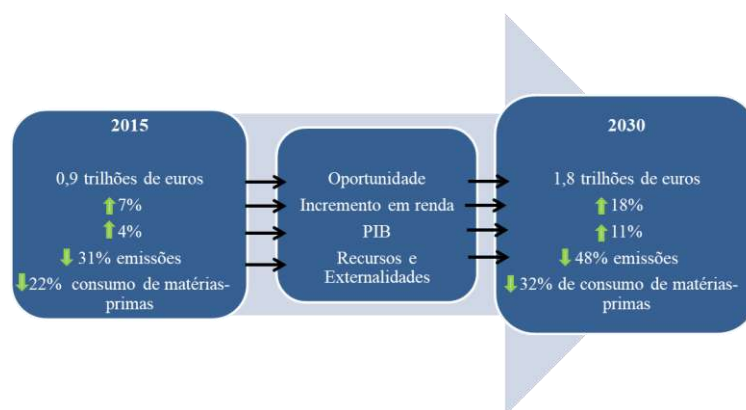 2015
0,9 trilhões de euros
7%
4%
31% emissões
22% consumo de matérias-
primas
Oportunidade
Incremento em renda
PIB
Recursos e
Externalidades
2030
1,8 trilhões de euros
18%
11%
48% emissões
32% de consumo de matérias-
primas